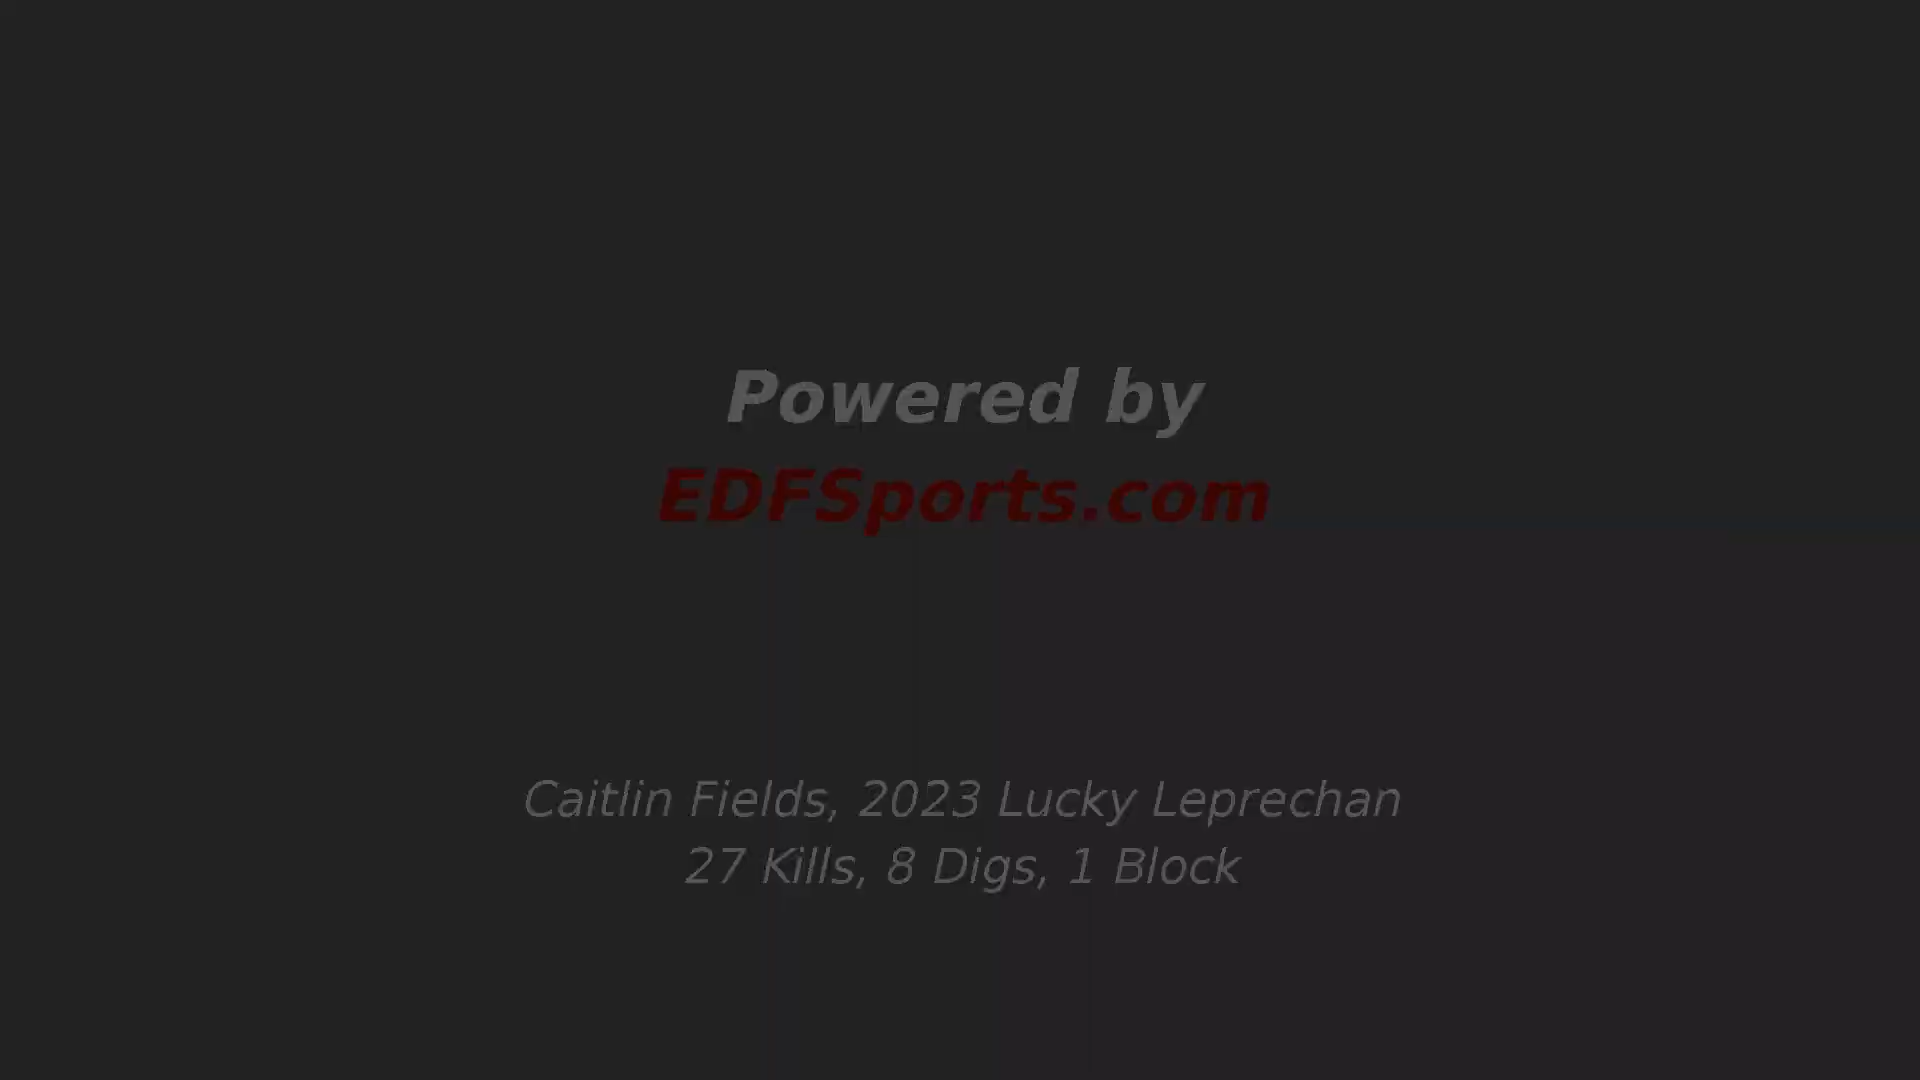 Powered by
EDFSports.com
Caitlin Fields, 2023 Lucky Leprechan
27 Kills, 8 Digs, 1 Block